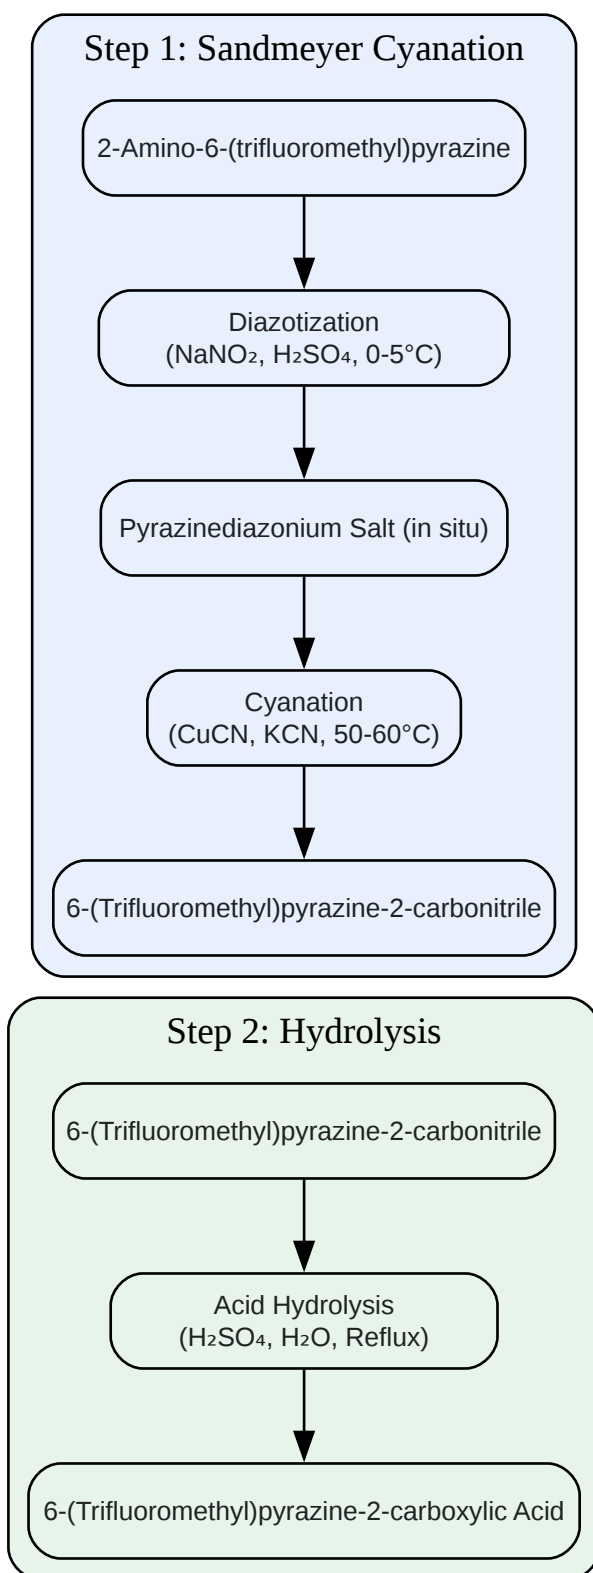 Step 1: Sandmeyer Cyanation
2-Amino-6-(trifluoromethyl)pyrazine
Diazotization
(NaNO₂, H₂SO₄, 0-5°C)
Pyrazinediazonium Salt (in situ)
Cyanation
(CuCN, KCN, 50-60°C)
6-(Trifluoromethyl)pyrazine-2-carbonitrile
Step 2: Hydrolysis
6-(Trifluoromethyl)pyrazine-2-carbonitrile
Acid Hydrolysis
(H₂SO₄, H₂O, Reflux)
6-(Trifluoromethyl)pyrazine-2-carboxylic Acid